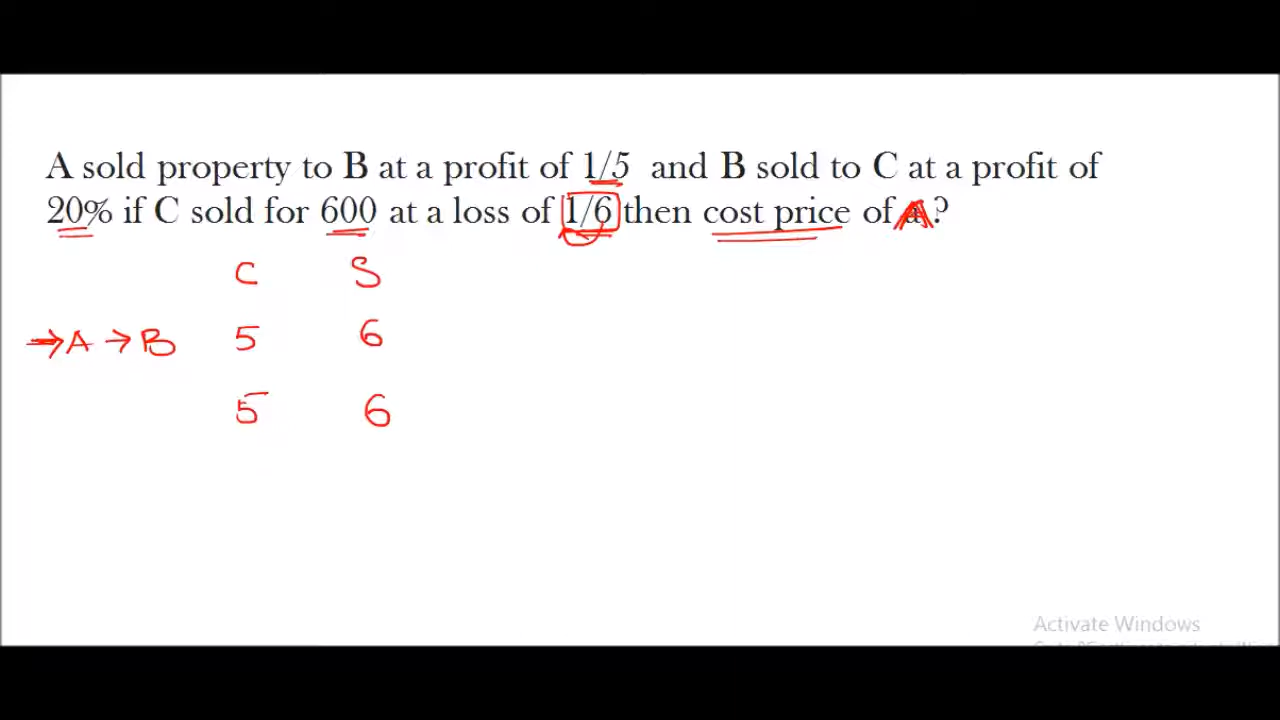 A sold property to B at a profit of 1/5 and B sold to C at a profit of
20% if C sold for 600 at a loss of 1/6 then cost price of A ?
C S
→A → B 5 6
5 6
Activate Windows